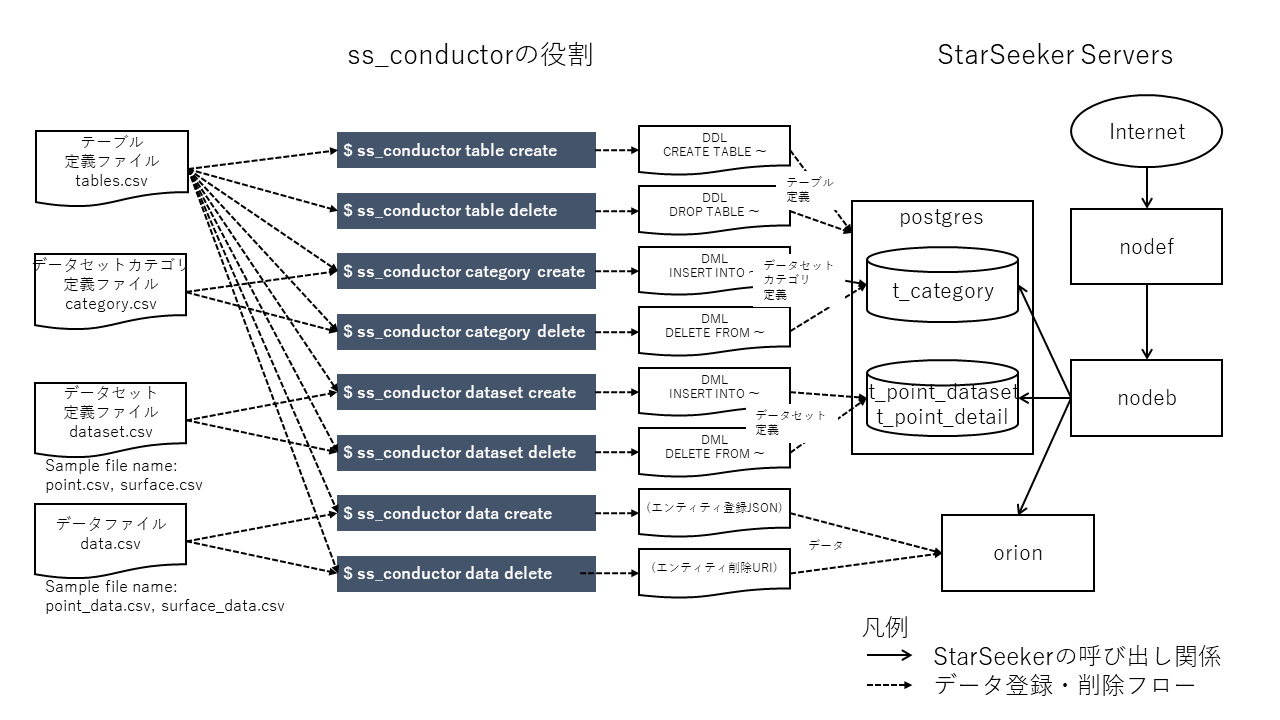 ss_conductorの役割
StarSeeker Servers
テーブル
定義ファイル
tables.csv
データセットカテゴリ
定義ファイル
category.csv
データセット
定義ファイル
dataset.csv
Sample file name:
point.csv, surface.csv
データファイル
data.csv
Sample file name:
point_data.csv, surface_data.csv
$ ss_conductor table create
$ ss_conductor table delete
$ ss_conductor category create
$ ss_conductor category delete
$ ss_conductor dataset create
$ ss_conductor dataset delete
$ ss_conductor data create
$ ss_conductor data delete
DDL
CREATE TABLE ~
DDL
DROP TABLE ~
DML
INSERT INTO ~
DML
DELETE FROM ~
DML
INSERT INTO ~
DML
DELETE FROM ~
(エンティティ登録JSON)
(エンティティ削除URI)
テーブル
定義
データセット
カテゴリ
定義
データセット
定義
データ
postgres
t_category
t_point_dataset
t_point_detail
Internet
nodef
nodeb
orion
凡例
StarSeekerの呼び出し関係
データ登録・削除フロー